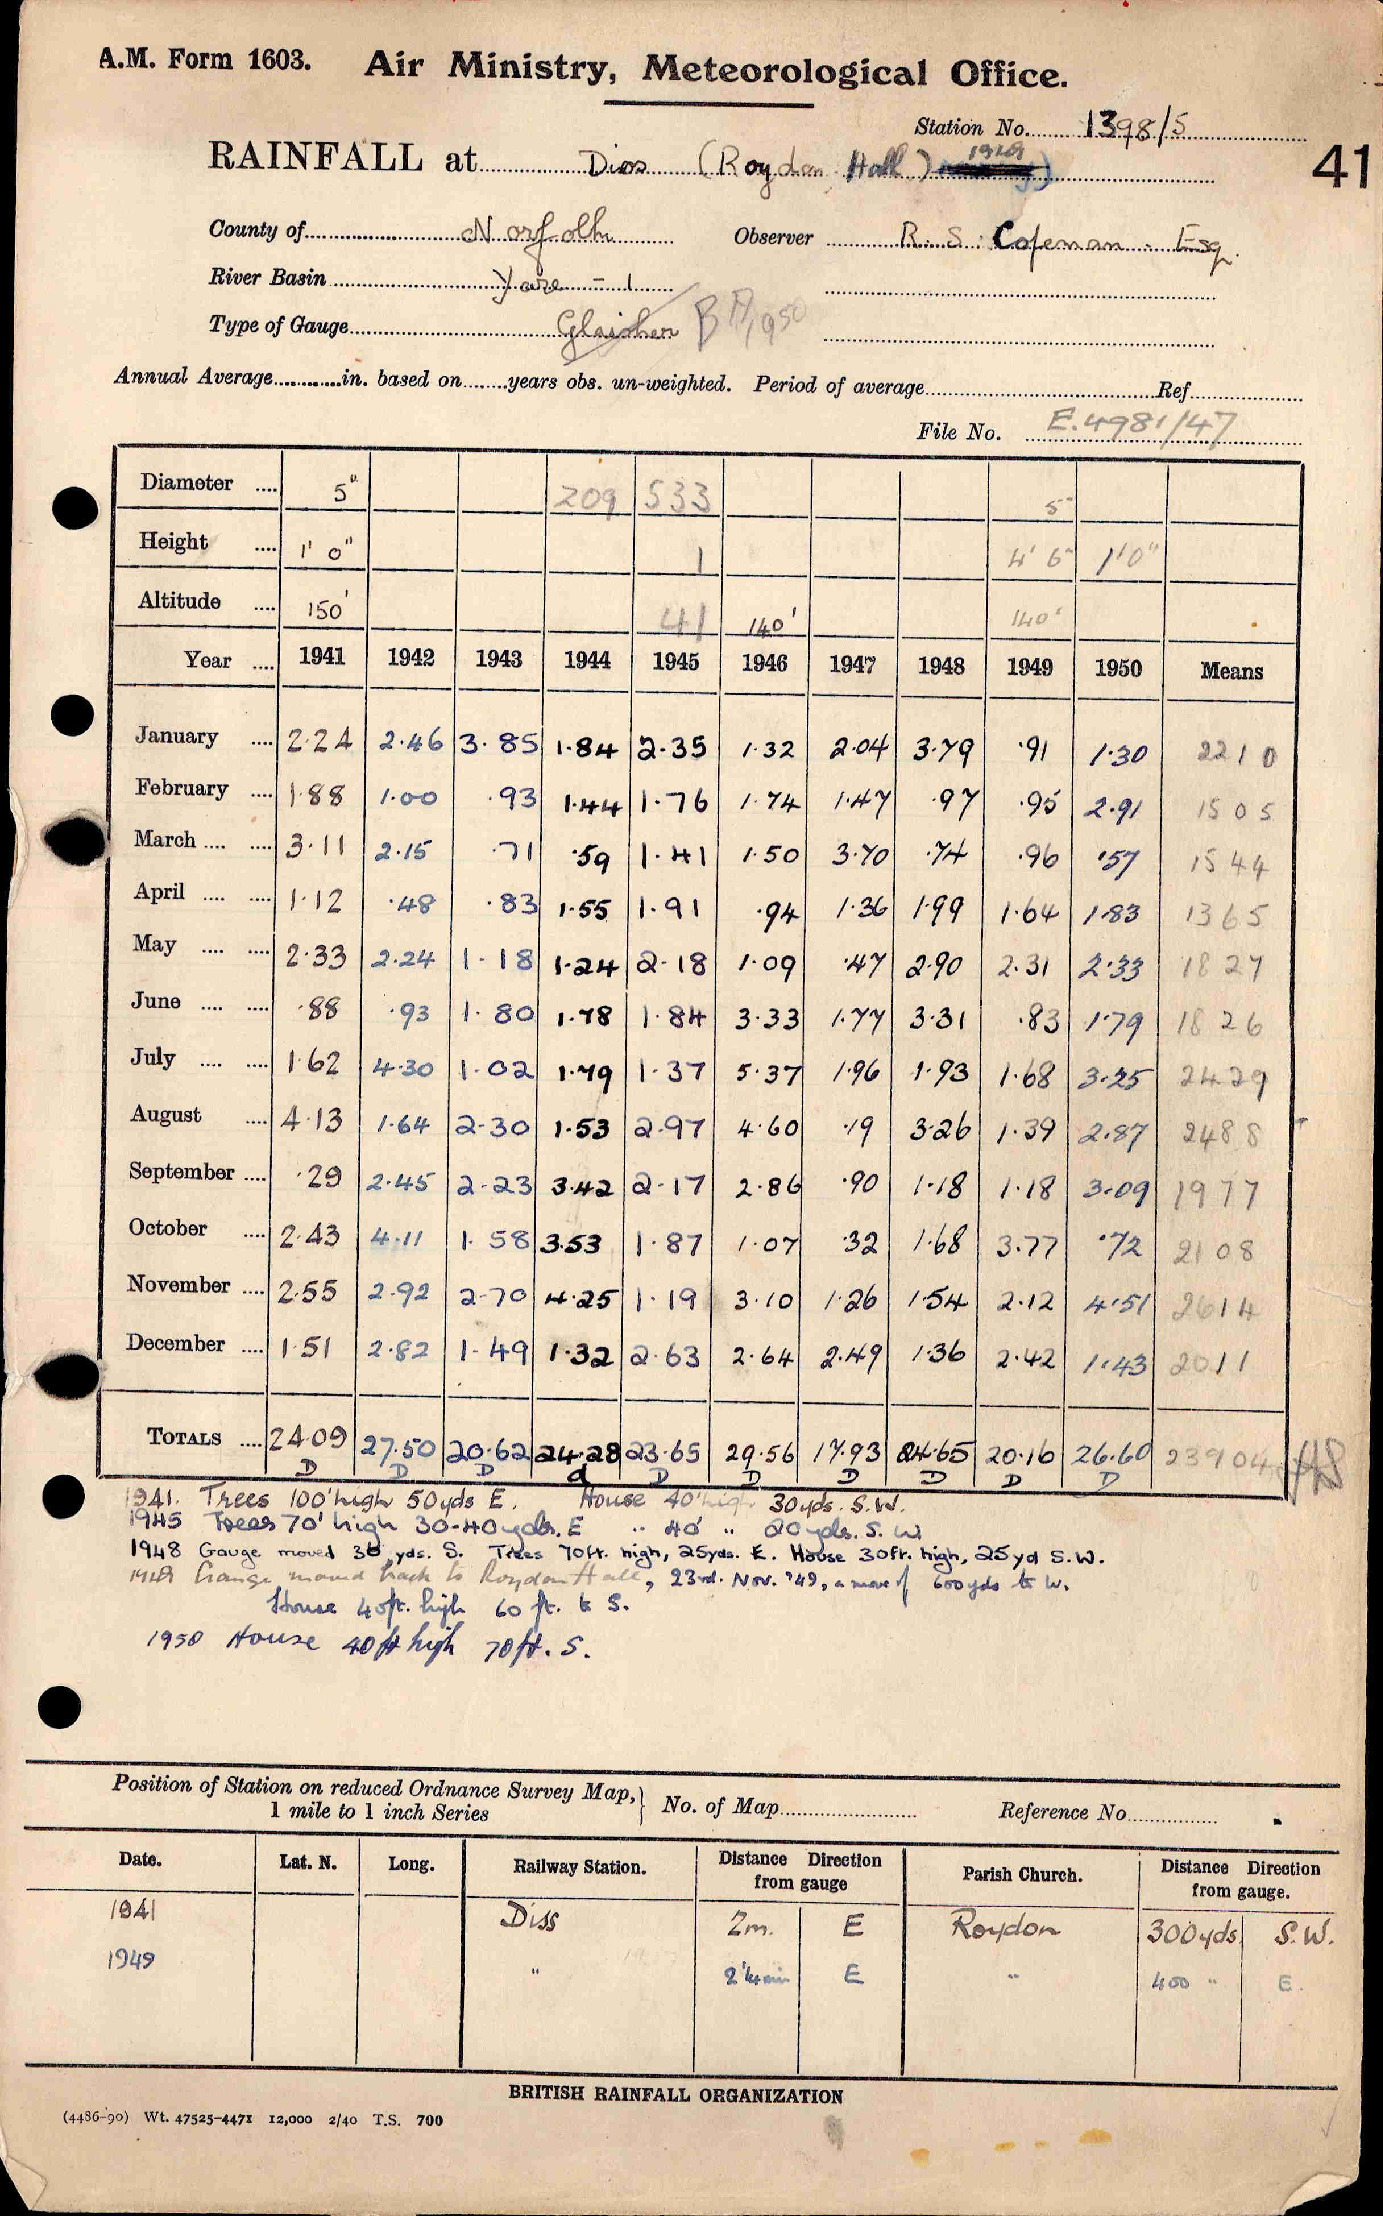 A.M. Form 1603. Air Ministry, Meteorological Office.
Station No. 1398/5
RAINFALL at Diss (Roydon Hall) 1949
41
County of Norfolk Observer R. S. Copeman. Esq.
River Basin Yare - 1
Type of Gauge Glaisher 1950
Annual Average in. based on years obs. un-weighted. Period of average Ref.
File No. E.4981/47
Diameter .... 5" 209 533 5
Height .... 1' 0" 1 4' 6 1'0"
Altitude .... 150' 41 140' 140'
Year .... 1941 1942 1943 1944 1945 1946 1947 1948 1949 1950 Means
January .... 2.24 2.46 3.85 1.84 2.35 1.32 2.04 3.79 .91 1.30 2210
February .... 1.88 1.00 .93 1.44 1.76 1.74 1.47 .97 .95 2.91 1505
March .... .... 3.11 2.15 .71 .59 1.41 1.50 3.70 .74 .96 .57 1544
April .... .... 1.12 .48 .83 1.55 1.91 .94 1.36 1.99 1.64 1.83 1365
May .... .... 2.33 2.24 1.18 1.24 2.18 1.09 .47 2.90 2.31 2.33 1827
June .... .... .88 .93 1.80 1.78 1.84 3.33 1.77 3.31 .83 1.79 1826
July .... .... 1.62 4.30 1.02 1.79 1.37 5.37 1.96 1.93 1.68 3.25 2429
August .... 4.13 1.64 2.30 1.53 2.97 4.60 .19 3.26 1.39 2.87 2488
September .... .29 2.45 2.23 3.42 2.17 2.86 .90 1.18 1.18 3.09 1977
October .... 2.43 4.11 1.58 3.53 1.87 1.07 .32 1.68 3.77 .72 2108
November .... 2.55 2.92 2.70 4.25 1.19 3.10 1.26 1.54 2.12 4.51 2614
December .... 1.51 2.82 1.49 1.32 2.63 2.64 2.49 1.36 2.42 1.43 2011
TOTALS .... 24.09 27.50 20.62 24.28 23.65 29.56 17.93 24.65 20.16 26.60 23904
D D D d D D D D D D
1941. Trees 100' high 50yds E. House 40' high 30yds. S.W.
1945 Trees 70' high 30-40yds. E " 40' " 20yds. S.W
1948 Gauge moved 36 yds. S. Trees 70ft. high, 25yds. E. House 30ft. high, 25yd S.W.
1949 Gauge moved back to Roydon Hall, 23rd. Nov. '49, a move of 600yds to W.
House 40ft. high 60 ft. to S.
1950 House 40ft high 70ft. S.
Position of Station on reduced Ordnance Survey Map, 1 mile to 1 inch Series } No. of Map Reference No.
Date. Lat. N. Long. Railway Station. Distance Direction from gauge Parish Church. Distance Direction from gauge.
1941 Diss 2m. E Roydon 300yds. S.W.
1949 " 2¼ E " 400 " E.
BRITISH RAINFALL ORGANIZATION
(4486-90) Wt. 47525-4471 12,000 2/40 T.S. 700